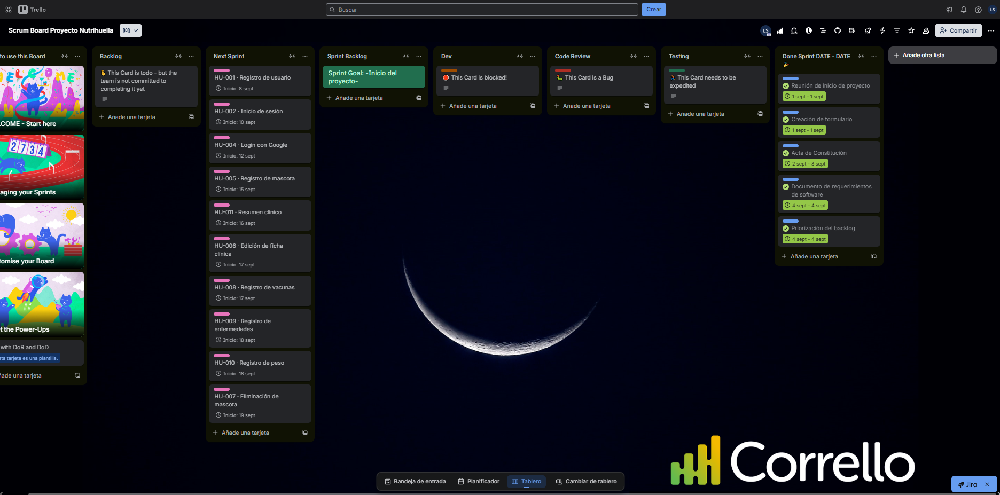 Trello
Buscar
Crear
LS
Scrum Board Proyecto Nutrihuella
LS
Compartir
to use this Board
COME - Start here
2 7 3 4
aging your Sprints
tomise your Board
t the Power-Ups
with DoR and DoD
sta tarjeta es una plantilla.
ñade una tarjeta
Backlog
This Card is todo - but the
team is not committed to
completing it yet
Añade una tarjeta
Next Sprint
HU-001 · Registro de usuario
Inicio: 8 sept
HU-002 · Inicio de sesión
Inicio: 10 sept
HU-004 · Login con Google
Inicio: 12 sept
HU-005 · Registro de mascota
Inicio: 15 sept
HU-011 · Resumen clínico
Inicio: 16 sept
HU-006 · Edición de ficha
clínica
Inicio: 17 sept
HU-008 · Registro de vacunas
Inicio: 17 sept
HU-009 · Registro de
enfermedades
Inicio: 18 sept
HU-010 · Registro de peso
Inicio: 18 sept
HU-007 · Eliminación de
mascota
Inicio: 19 sept
Añade una tarjeta
Sprint Backlog
Sprint Goal: -Inicio del
proyecto-
Añade una tarjeta
Dev
This Card is blocked!
Añade una tarjeta
Code Review
This Card is a Bug
Añade una tarjeta
Testing
This Card needs to be
expedited
Añade una tarjeta
Done Sprint DATE - DATE
Reunión de inicio de proyecto
1 sept - 1 sept
Creación de formulario
1 sept - 1 sept
Acta de Constitución
2 sept - 3 sept
Documento de requerimientos
de software
4 sept - 4 sept
Priorización del backlog
4 sept - 4 sept
Añade una tarjeta
Añade otra lista
Corrello
Bandeja de entrada
Planificador
Tablero
Cambiar de tablero
Jira